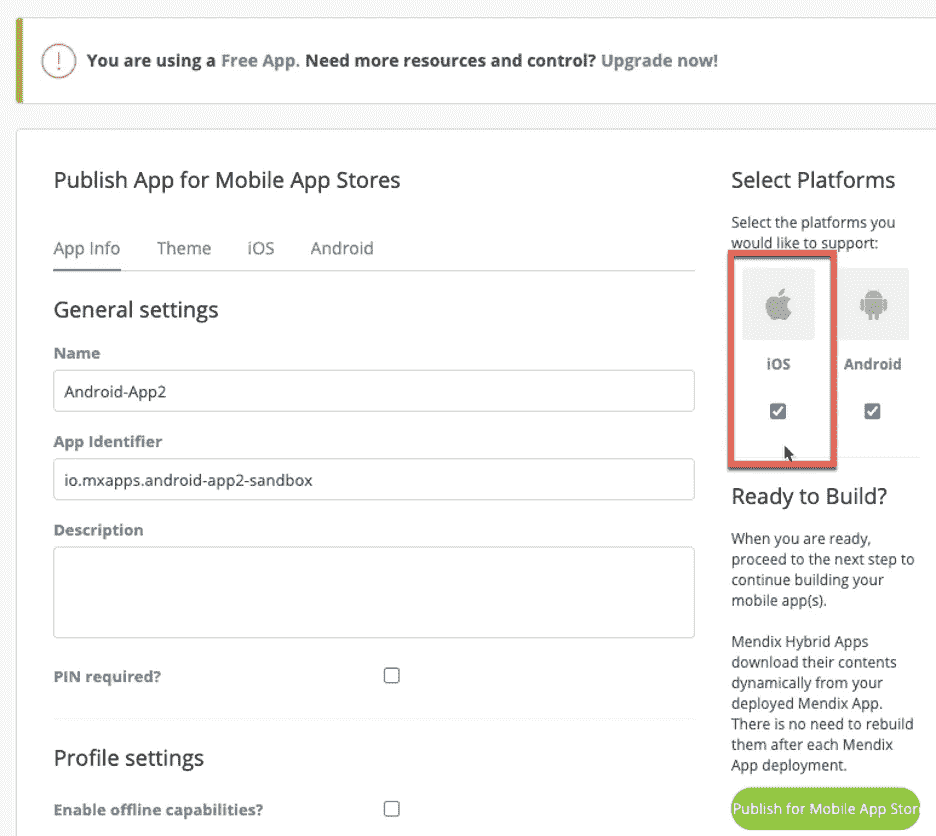 You are using a Free App. Need more resources and control? Upgrade now!
Publish App for Mobile App Stores
App Info Theme iOS Android
General settings
Name
Android-App2
App Identifier
io.mxapps.android-app2-sandbox
Description
PIN required?
Profile settings
Enable offline capabilities?
Select Platforms
Select the platforms you
would like to support:
iOS Android
Ready to Build?
When you are ready,
proceed to the next step to
continue building your
mobile app(s).
Mendix Hybrid Apps
download their contents
dynamically from your
deployed Mendix App.
There is no need to rebuild
them after each Mendix
App deployment.
Publish for Mobile App Stor